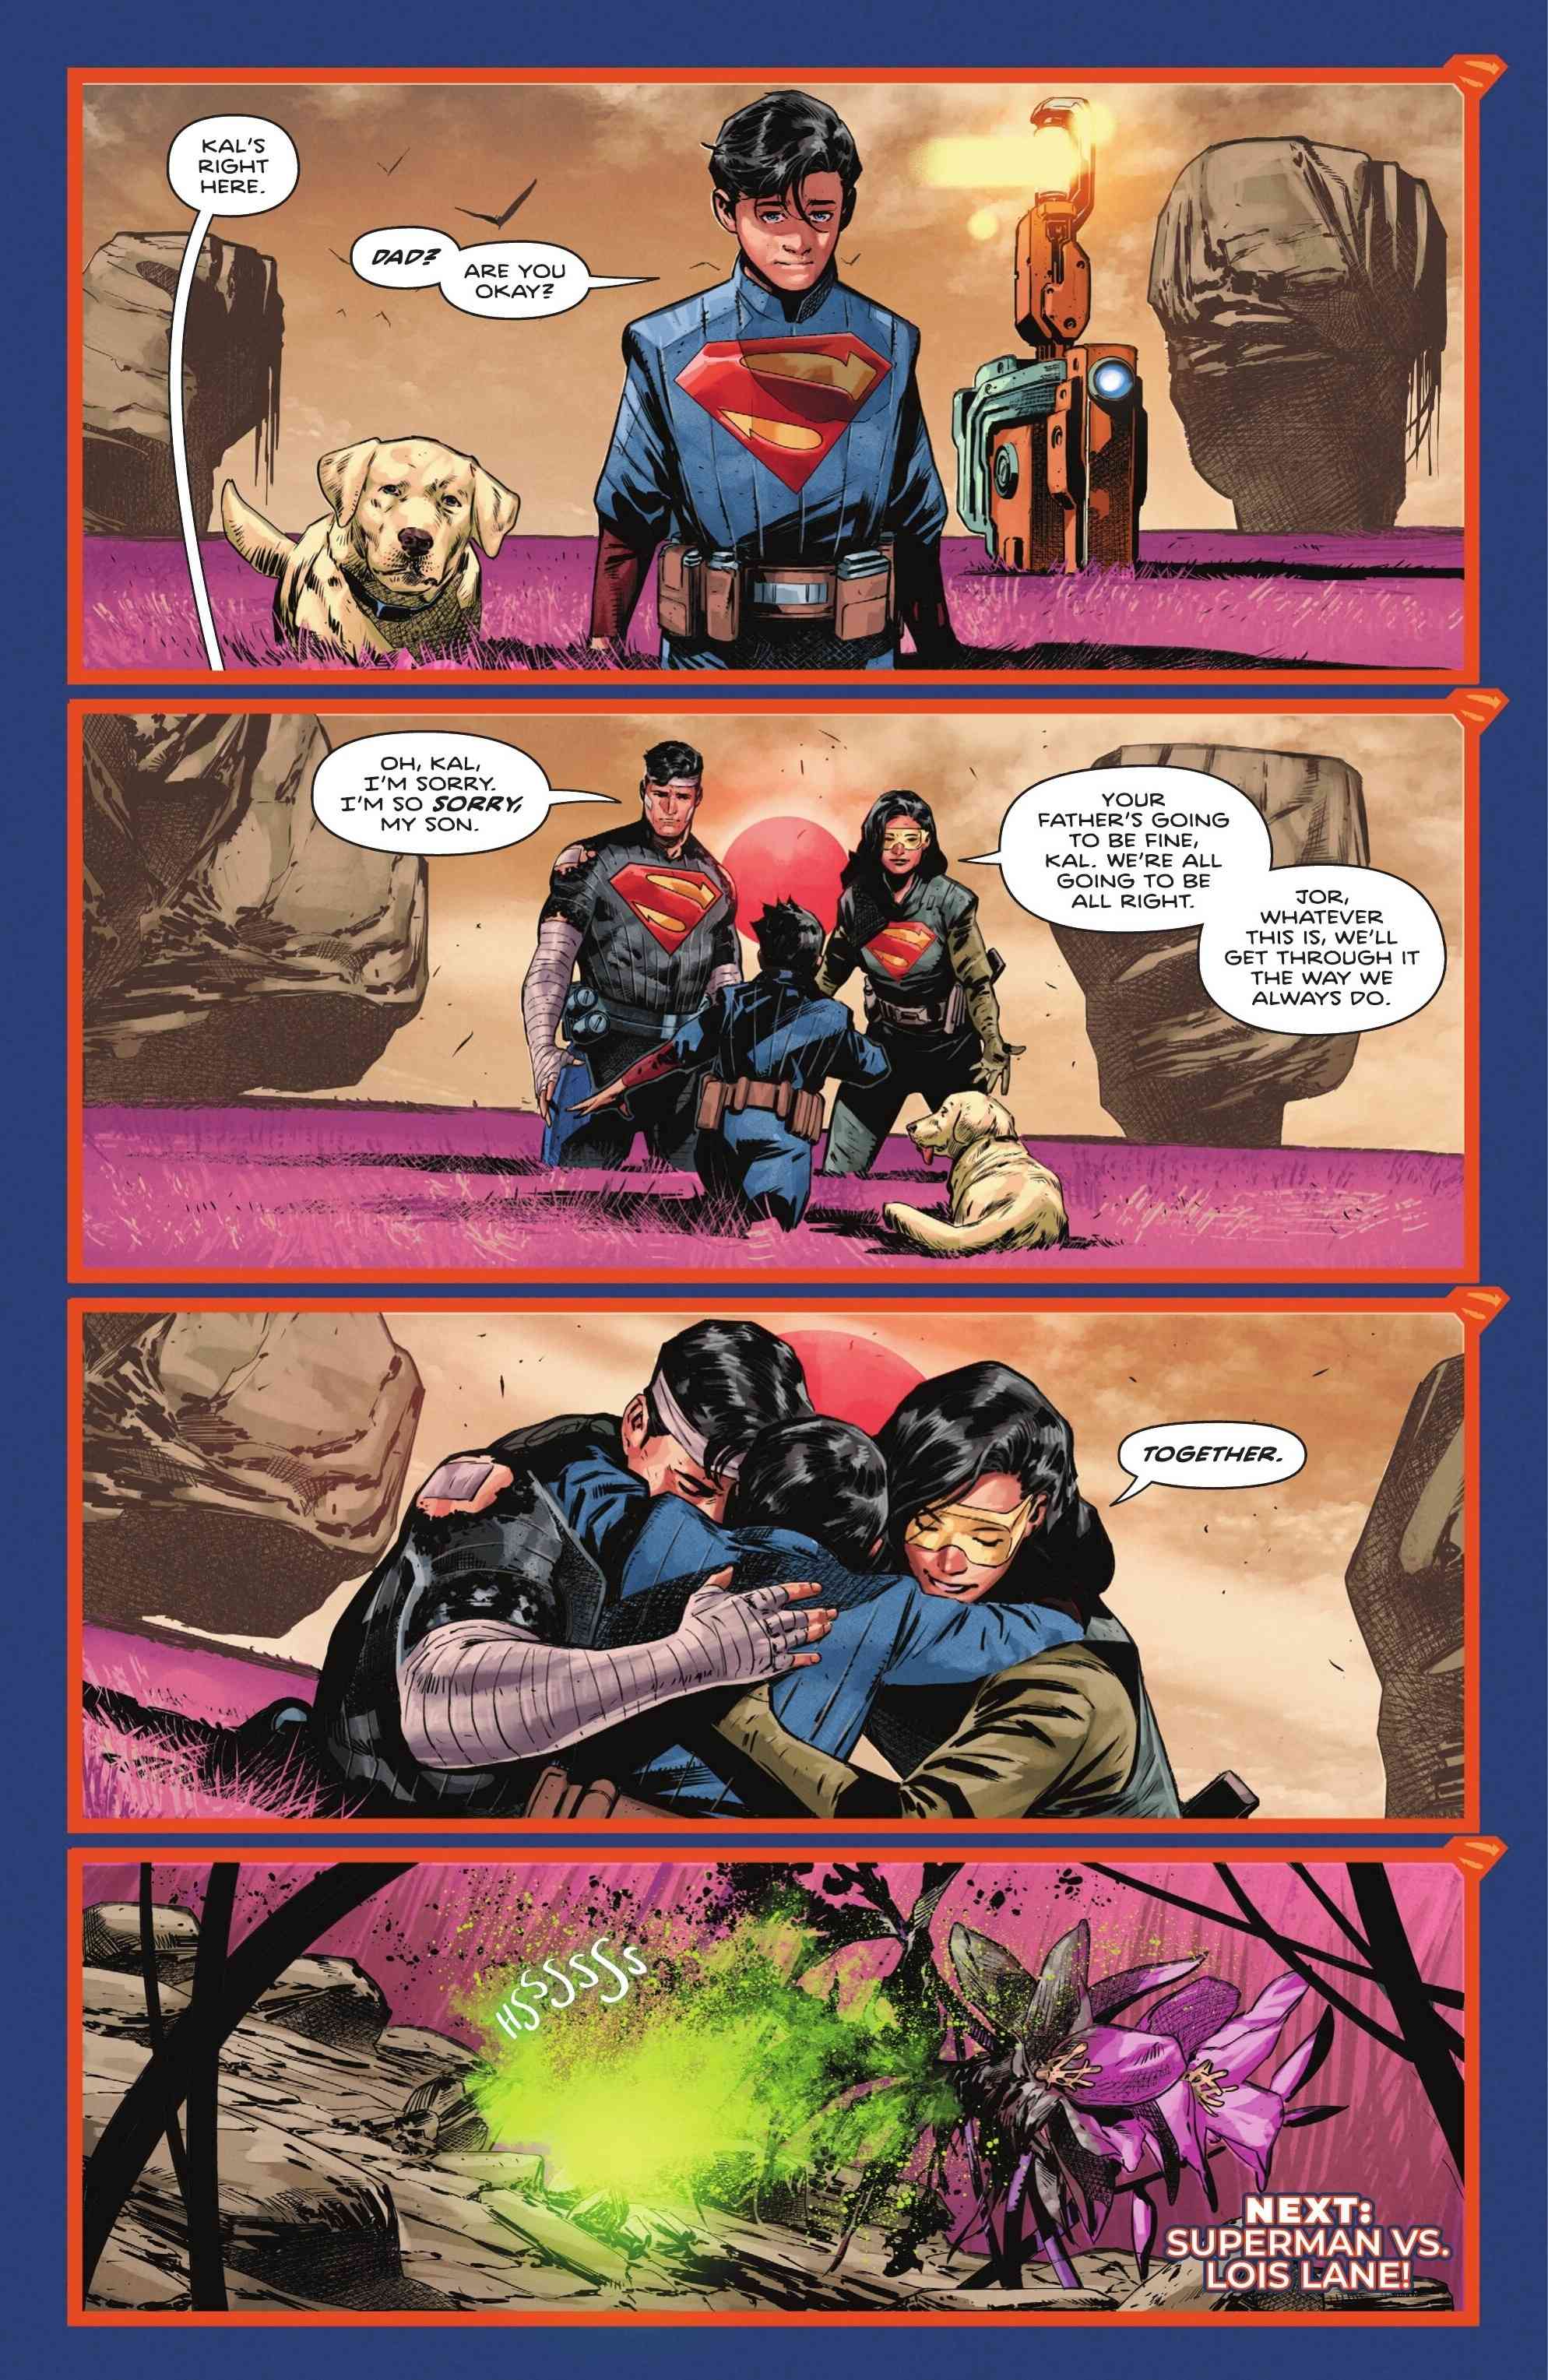 KAL'S
RIGHT
HERE.
DAD?
ARE YOU
OKAY?
OH, KAL,
I'M SORRY.
I'M SO SORRY,
MY SON.
YOUR
FATHER'S GOING
TO BE FINE,
KAL. WE'RE ALL
GOING TO BE
ALL RIGHT.
JOR,
WHATEVER
THIS IS, WE'LL
GET THROUGH IT
THE WAY WE
ALWAYS DO.
TOGETHER.
HSSSSSSS
NEXT:
SUPERMAN VS.
LOIS LANE!